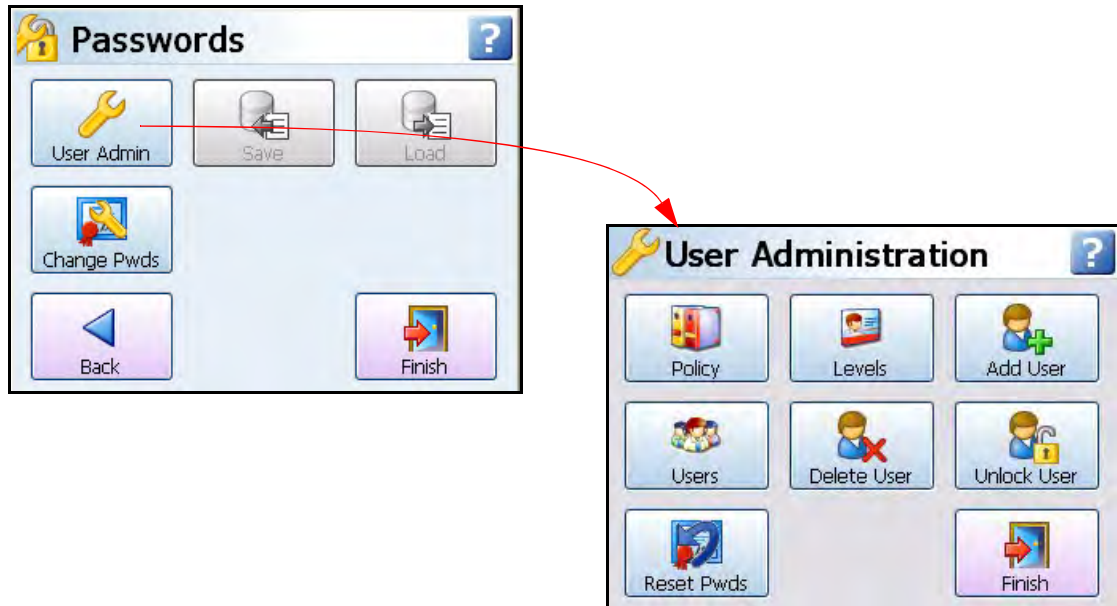 Passwords ?
User Admin Save Load
Change Pwds
Back Finish
User Administration ?
Policy Levels Add User
Users Delete User Unlock User
Reset Pwds Finish